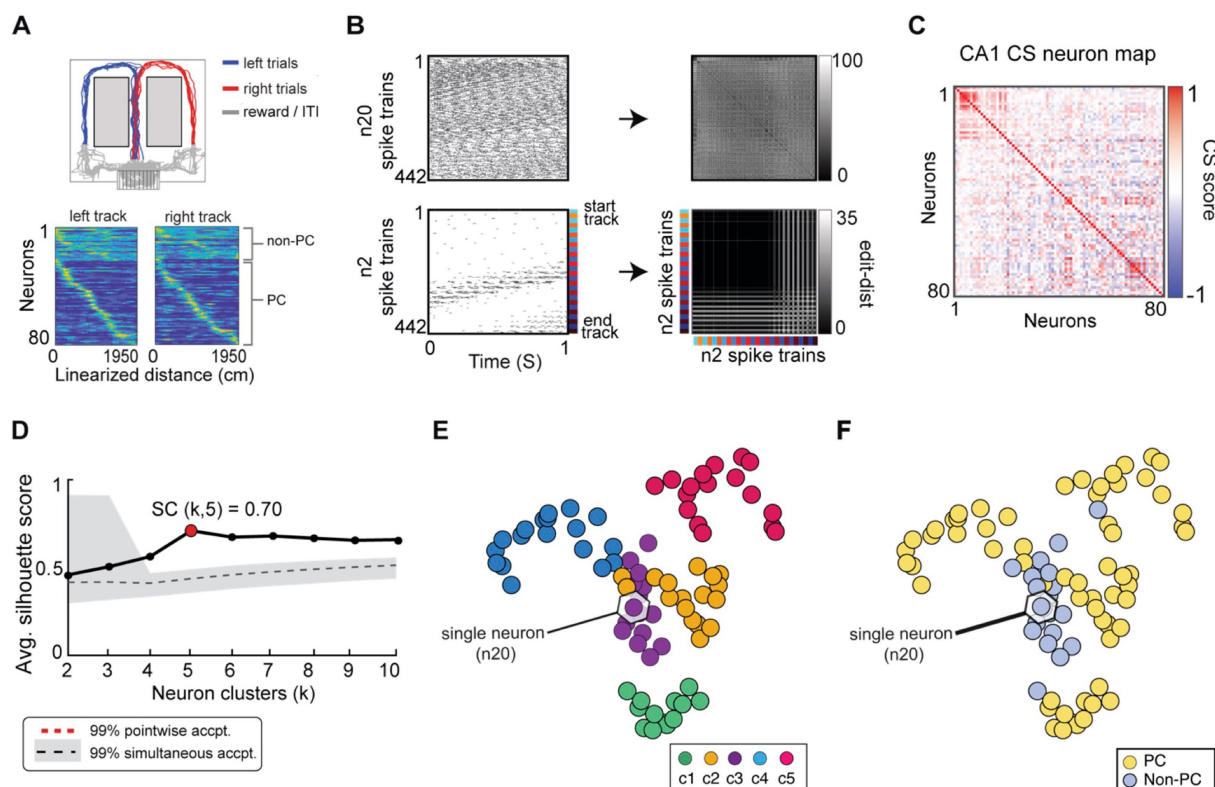 A
left trials
right trials
reward / ITI
left track
right track
Neurons
1
80
non-PC
PC
0
1950
0
1950
Linearized distance (cm)
B
n20
spike trains
1
442
100
0
n2
spike trains
1
442
start
track
end
track
0
1
Time (S)
n2 spike trains
35
0
edit-dist
n2 spike trains
C
CA1 CS neuron map
Neurons
1
80
1
80
Neurons
1
-1
CS score
D
Avg. silhouette score
1
0.5
0
SC (k,5) = 0.70
2
3
4
5
6
7
8
9
10
Neuron clusters (k)
99% pointwise accpt.
99% simultaneous accpt.
E
single neuron
(n20)
c1
c2
c3
c4
c5
F
single neuron
(n20)
PC
Non-PC